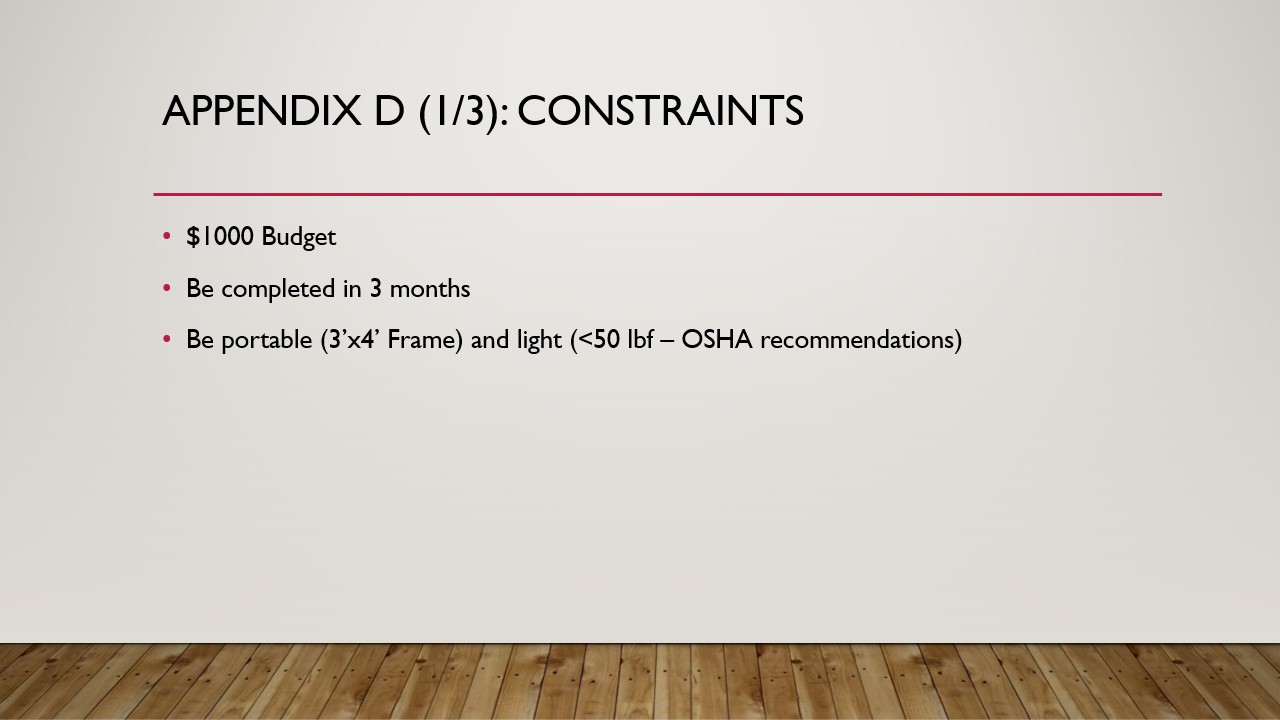 APPENDIX D (1/3): CONSTRAINTS
• $1000 Budget
• Be completed in 3 months
• Be portable (3’x4’ Frame) and light (<50 lbf – OSHA recommendations)